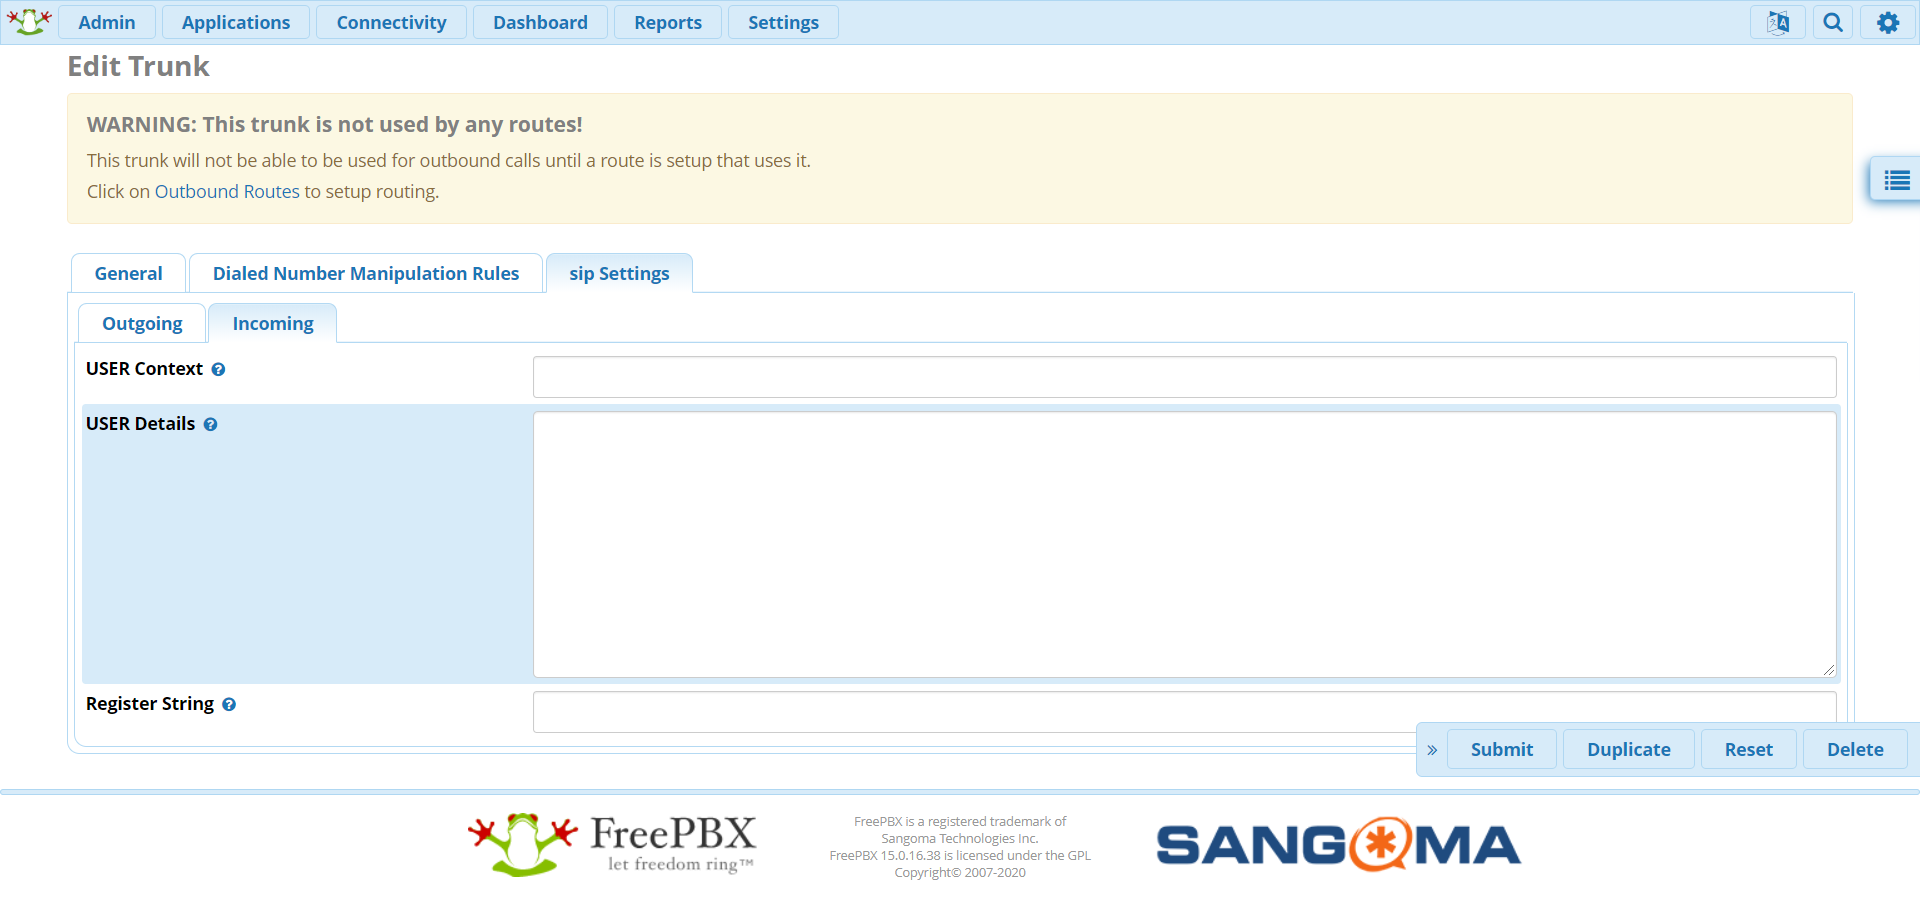 Admin
Applications
Connectivity
Dashboard
Reports
Settings
Edit Trunk
WARNING: This trunk is not used by any routes!
This trunk will not be able to be used for outbound calls until a route is setup that uses it.
Click on Outbound Routes to setup routing.
General
Dialed Number Manipulation Rules
sip Settings
Outgoing
Incoming
USER Context
USER Details
Register String
» Submit
Duplicate
Reset
Delete
FreePBX
let freedom ring™
FreePBX is a registered trademark of
Sangoma Technologies Inc.
FreePBX 15.0.16.38 is licensed under the GPL
Copyright© 2007-2020
SANGOMA